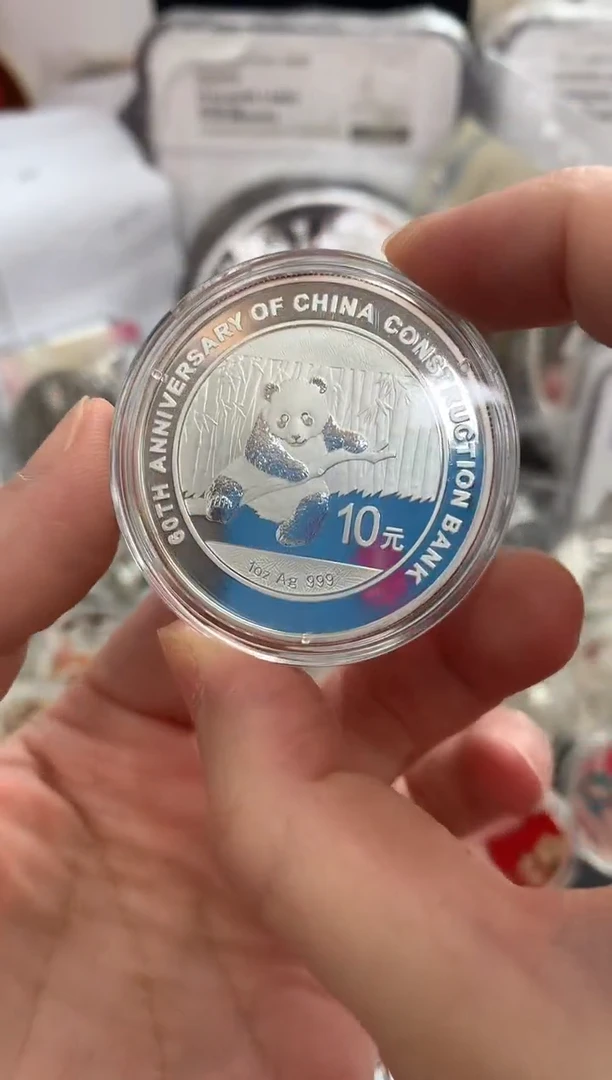 60TH ANNIVERSARY OF CHINA CONSTRUCTION BANK
10元
1oz Ag 999